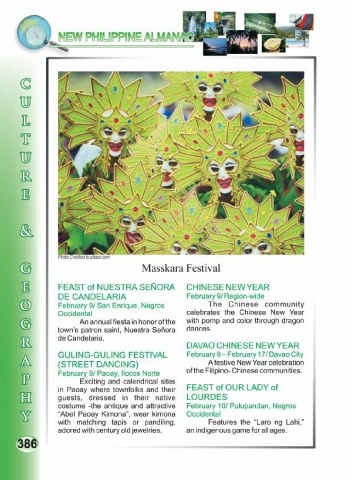 NEW PHILIPPINE ALMANAC
CULTURE & GEOGRAPHY
Photo Credited to
Masskara Festival
FEAST of NUESTRA SEÑORA
DE CANDELARIA
February 9/ San Enrique, Negros
Occidental
An annual fiesta in honor of the
town's patron saint, Nuestra Señora
de Candelaria.
GULING-GULING FESTIVAL
(STREET DANCING)
February 9/ Paoay, Ilocos Norte
Exciting and calendrical sites
in Paoay where townfolks and their
guests, dressed in their native
costume -the antique and attractive
"Abel Paoay Kimona", wear kimona
with matching tapis or pandiling,
adored with century old jewelries.
CHINESE NEW YEAR
February 9/ Region-wide
The Chinese community
celebrates the Chinese New Year
with pomp and color through dragon
dances.
DAVAO CHINESE NEW YEAR
February 9 – February 17/ Davao City
A festive New Year celebration
of the Filipino- Chinese communities.
FEAST of OUR LADY of
LOURDES
February 10/ Pulupandan, Negros
Occidental
Features the "Laro ng Lahi,"
an indigenous game for all ages.
386